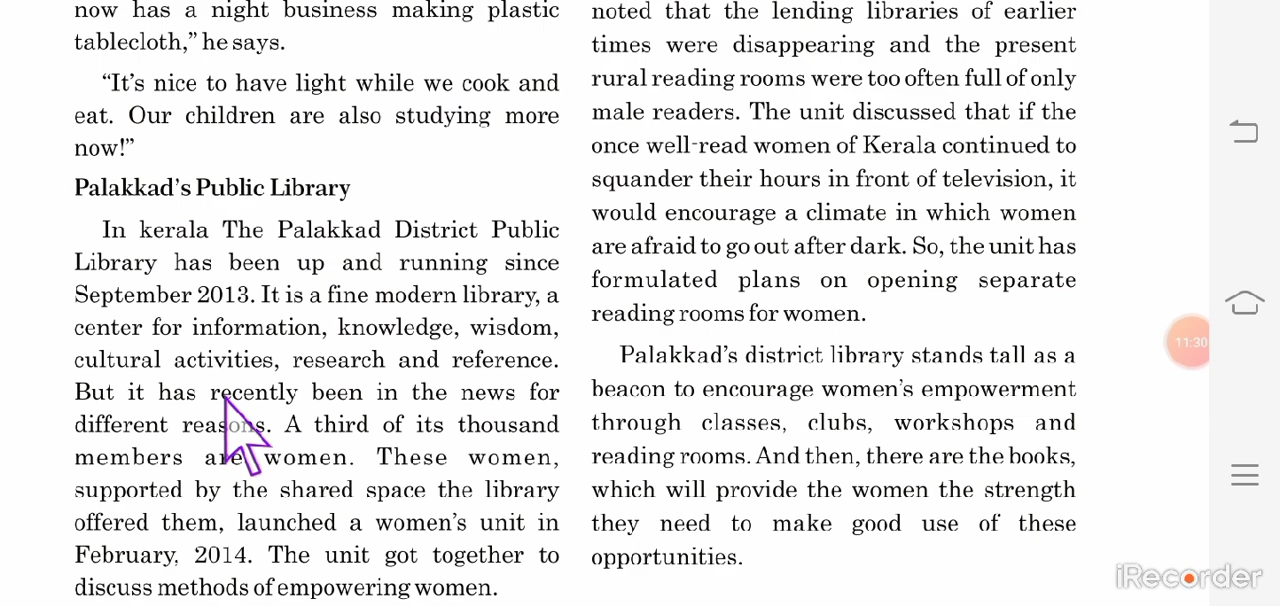 now has a night business making plastic
tablecloth,” he says.
“It’s nice to have light while we cook and
eat. Our children are also studying more
now!”
Palakkad’s Public Library
In kerala The Palakkad District Public
Library has been up and running since
September 2013. It is a fine modern library, a
center for information, knowledge, wisdom,
cultural activities, research and reference.
But it has recently been in the news for
different reasons. A third of its thousand
members are women. These women,
supported by the shared space the library
offered them, launched a women’s unit in
February, 2014. The unit got together to
discuss methods of empowering women.
noted that the lending libraries of earlier
times were disappearing and the present
rural reading rooms were too often full of only
male readers. The unit discussed that if the
once well-read women of Kerala continued to
squander their hours in front of television, it
would encourage a climate in which women
are afraid to go out after dark. So, the unit has
formulated plans on opening separate
reading rooms for women.
Palakkad’s district library stands tall as a
beacon to encourage women’s empowerment
through classes, clubs, workshops and
reading rooms. And then, there are the books,
which will provide the women the strength
they need to make good use of these
opportunities.
11:30
iRecorder